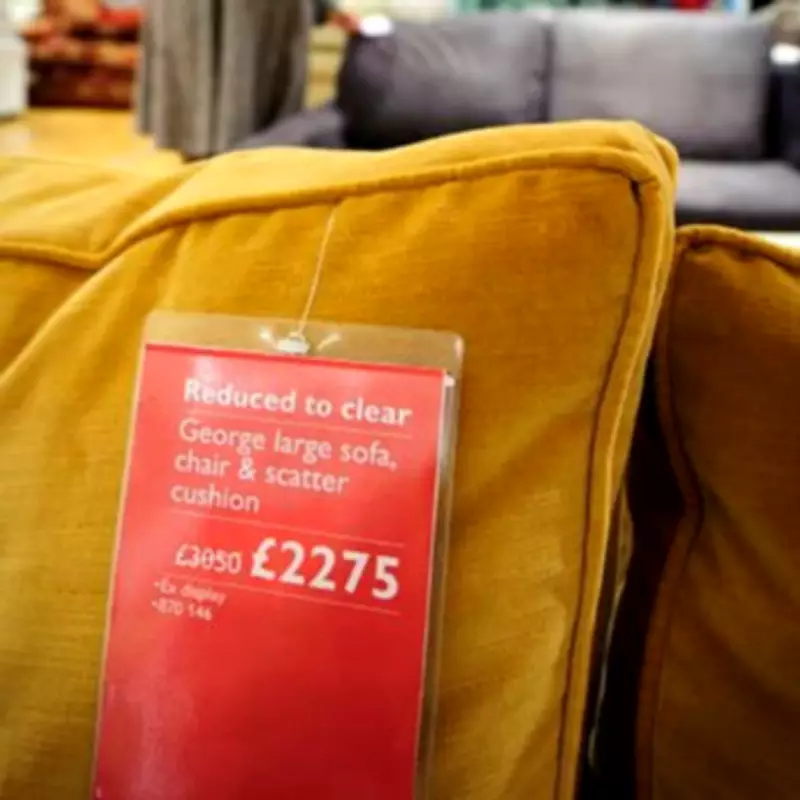 Reduced to clear
George large sofa,
chair & scatter
cushion
£3050 £2275
•Ex display
•870 146